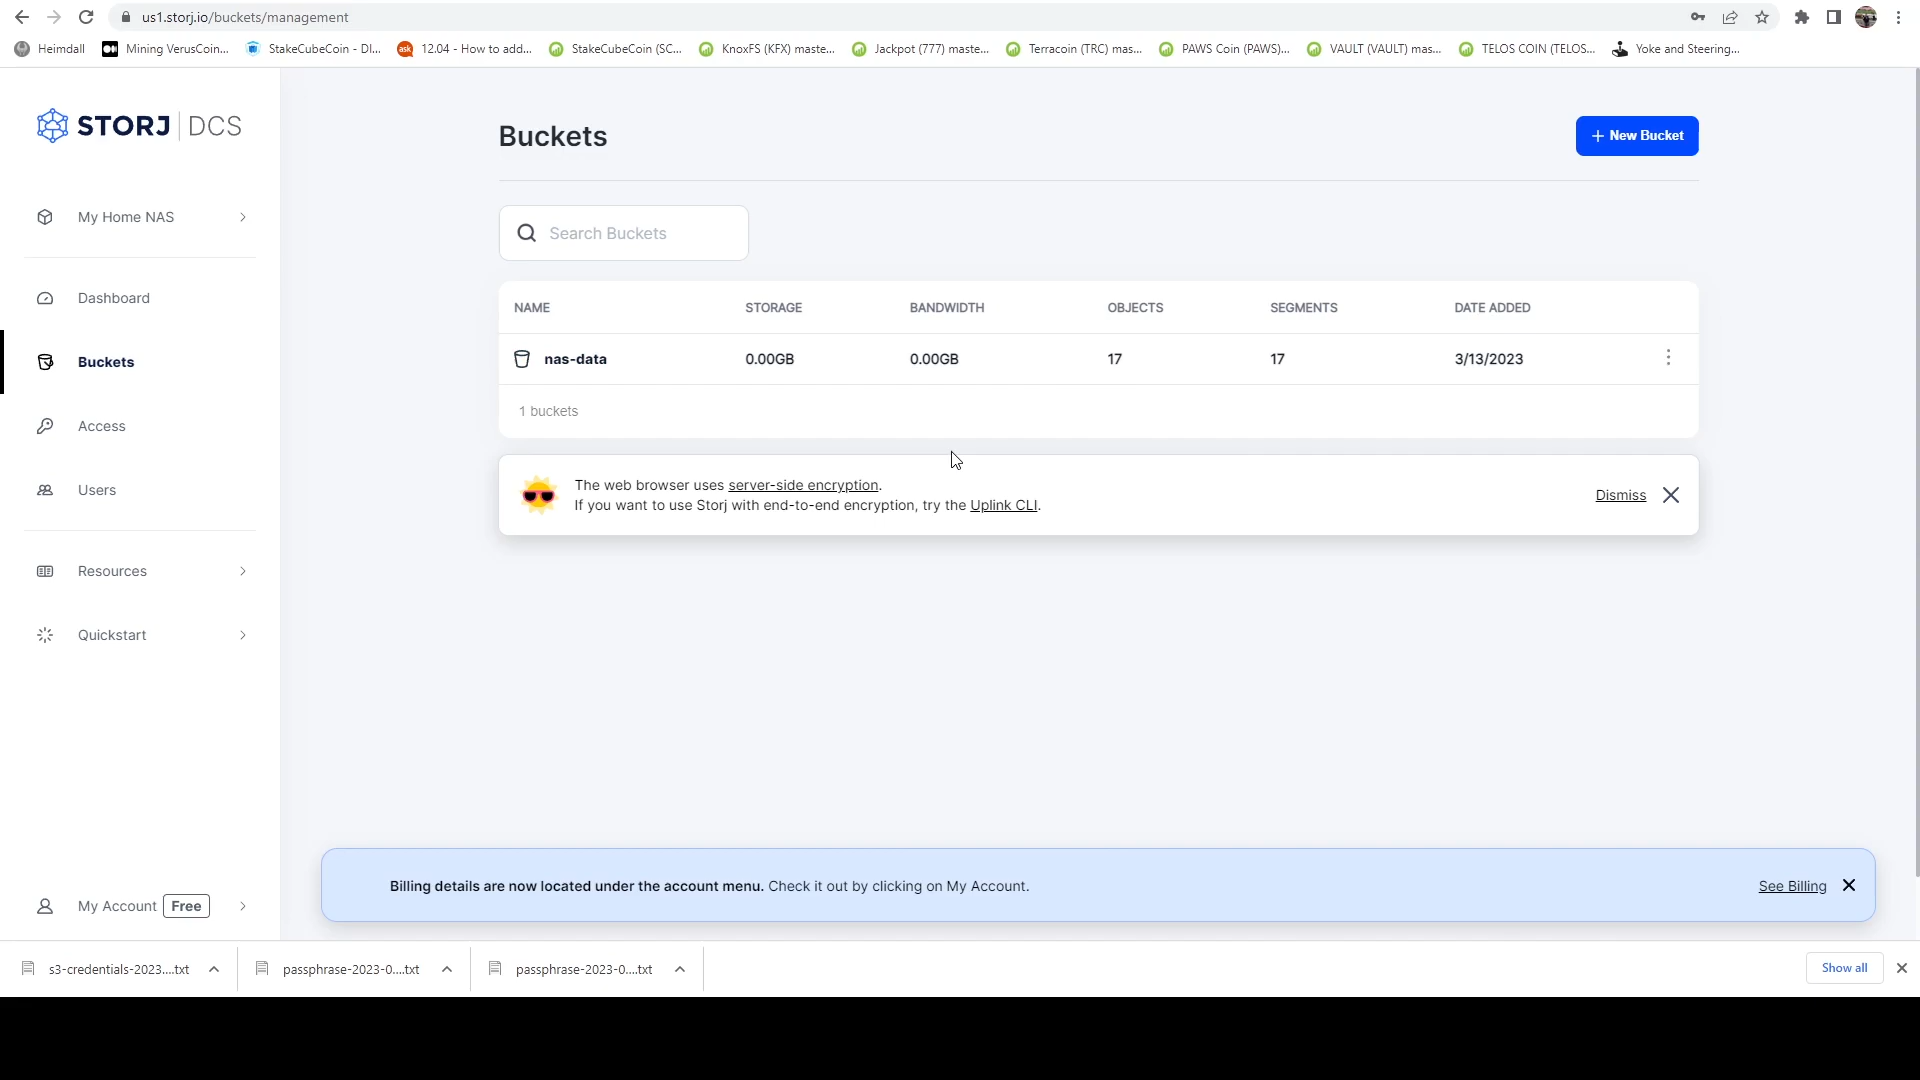 us1.storj.io/buckets/management
Heimdall
Mining VerusCoin...
StakeCubeCoin - DI...
ask
12.04 - How to add...
StakeCubeCoin (SC...
KnoxFS (KFX) maste...
Jackpot (777) maste...
Terracoin (TRC) mas...
PAWS Coin (PAWS)...
VAULT (VAULT) mas...
TELOS COIN (TELOS...
Yoke and Steering...
STORJ DCS
My Home NAS
Dashboard
Buckets
Access
Users
Resources
Quickstart
My Account Free
Buckets
+ New Bucket
Search Buckets
NAME STORAGE BANDWIDTH OBJECTS SEGMENTS DATE ADDED
nas-data 0.00GB 0.00GB 17 17 3/13/2023
1 buckets
The web browser uses server-side encryption.
If you want to use Storj with end-to-end encryption, try the Uplink CLI.
Dismiss
Billing details are now located under the account menu. Check it out by clicking on My Account.
See Billing
s3-credentials-2023....txt
passphrase-2023-0....txt
passphrase-2023-0....txt
Show all